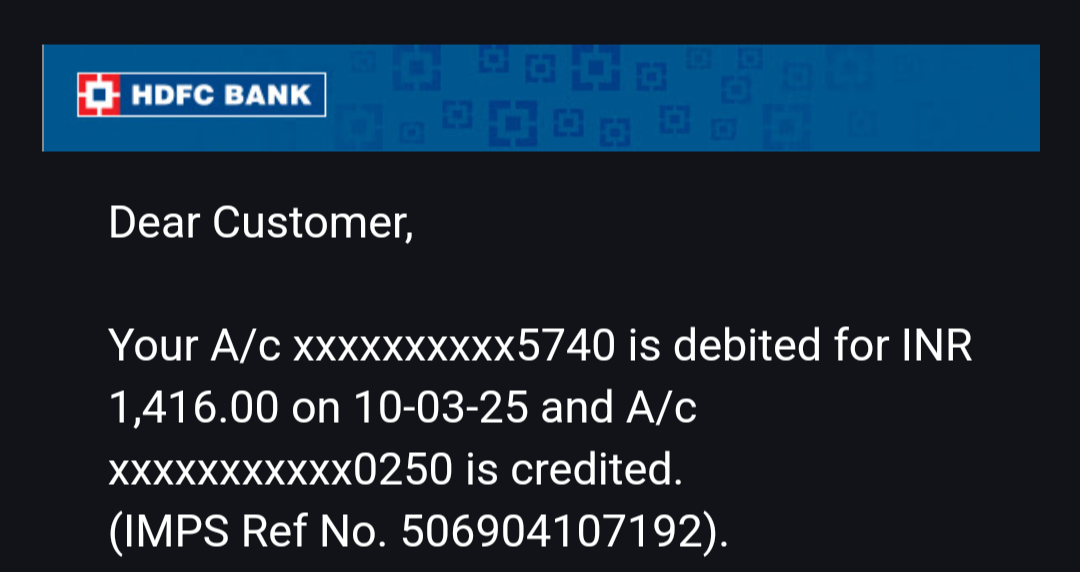 HDFC BANK
Dear Customer,
Your A/c xxxxxxxxxx5740 is debited for INR
1,416.00 on 10-03-25 and A/c
xxxxxxxxxxx0250 is credited.
(IMPS Ref No. 506904107192).